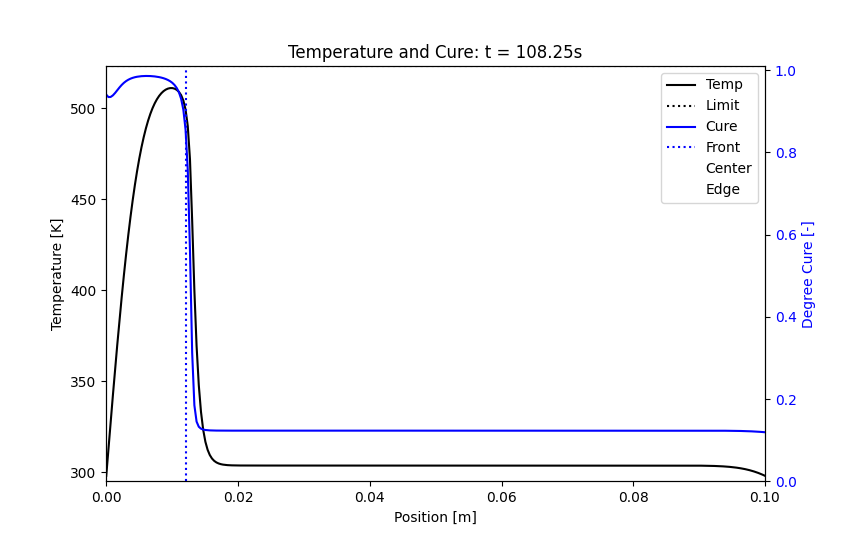 Temperature and Cure: t = 108.25s
Temperature [K]
500
450
400
350
300
Temp
Limit
Cure
Front
Center
Edge
1.0
0.8
0.6
0.4
0.2
0.0
Degree Cure [-]
0.00
0.02
0.04
0.06
0.08
0.10
Position [m]